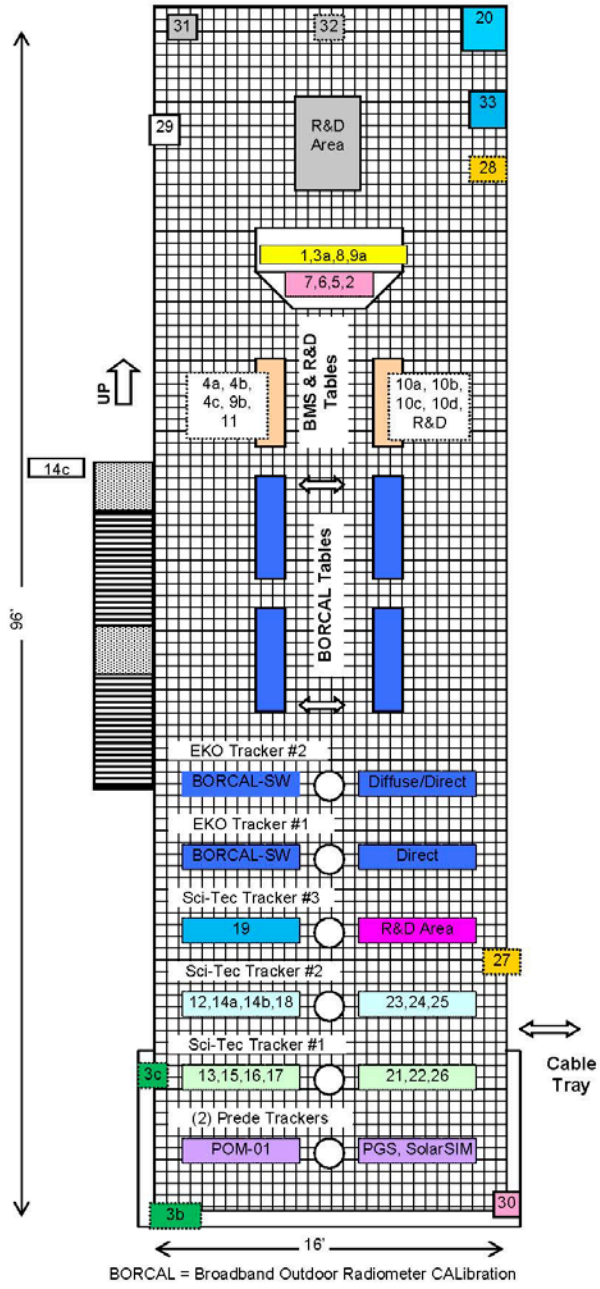 31
32
20
33
29
R&D
Area
28
1,3a,8,9a
7,6,5,2
BMS & R&D
Tables
UP
4a, 4b,
4c, 9b,
11
10a, 10b,
10c, 10d,
R&D
14c
96'
BORCAL Tables
EKO Tracker #2
BORCAL-SW
Diffuse/Direct
EKO Tracker #1
BORCAL-SW
Direct
Sci-Tec Tracker #3
19
R&D Area
27
Sci-Tec Tracker #2
12,14a,14b,18
23,24,25
Sci-Tec Tracker #1
Cable
Tray
3c
13,15,16,17
21,22,26
(2) Prede Trackers
POM-01
PGS, SolarSIM
30
3b
16'
BORCAL = Broadband Outdoor Radiometer CALibration